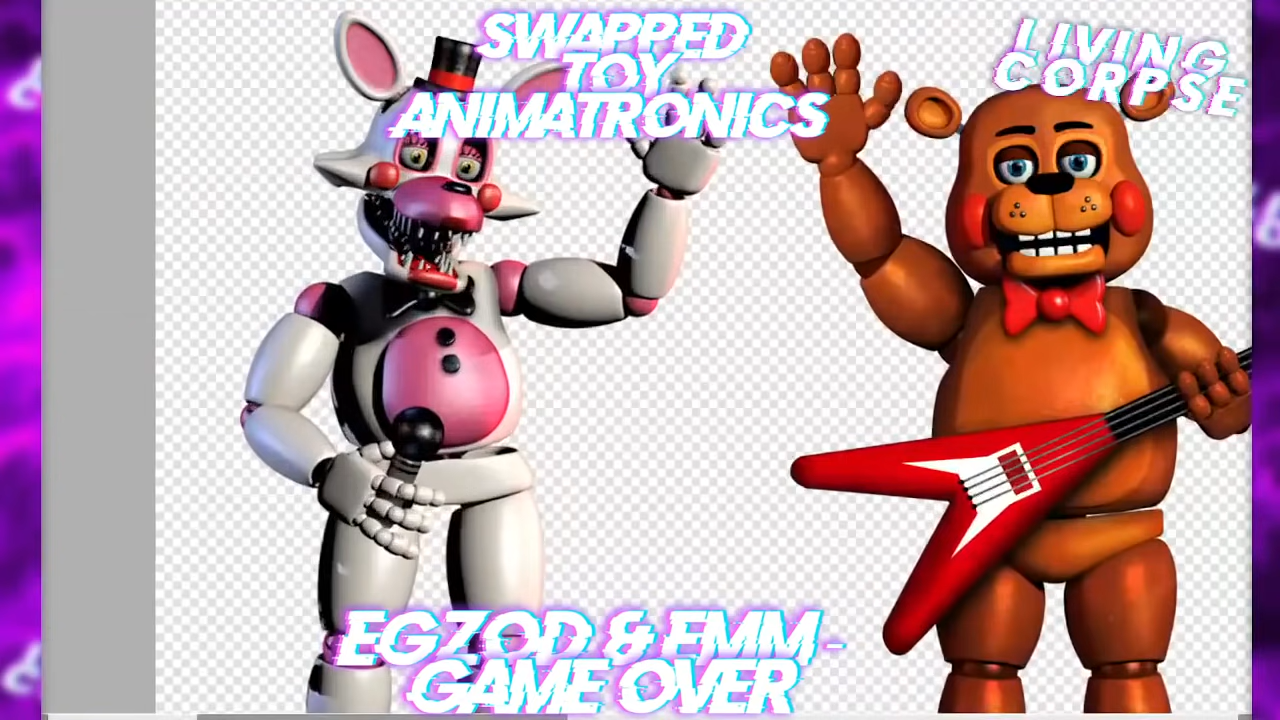 SWAPPED
TOY
ANIMATRONICS
LIVING
CORPSE
EGZOD & EMM -
GAME OVER